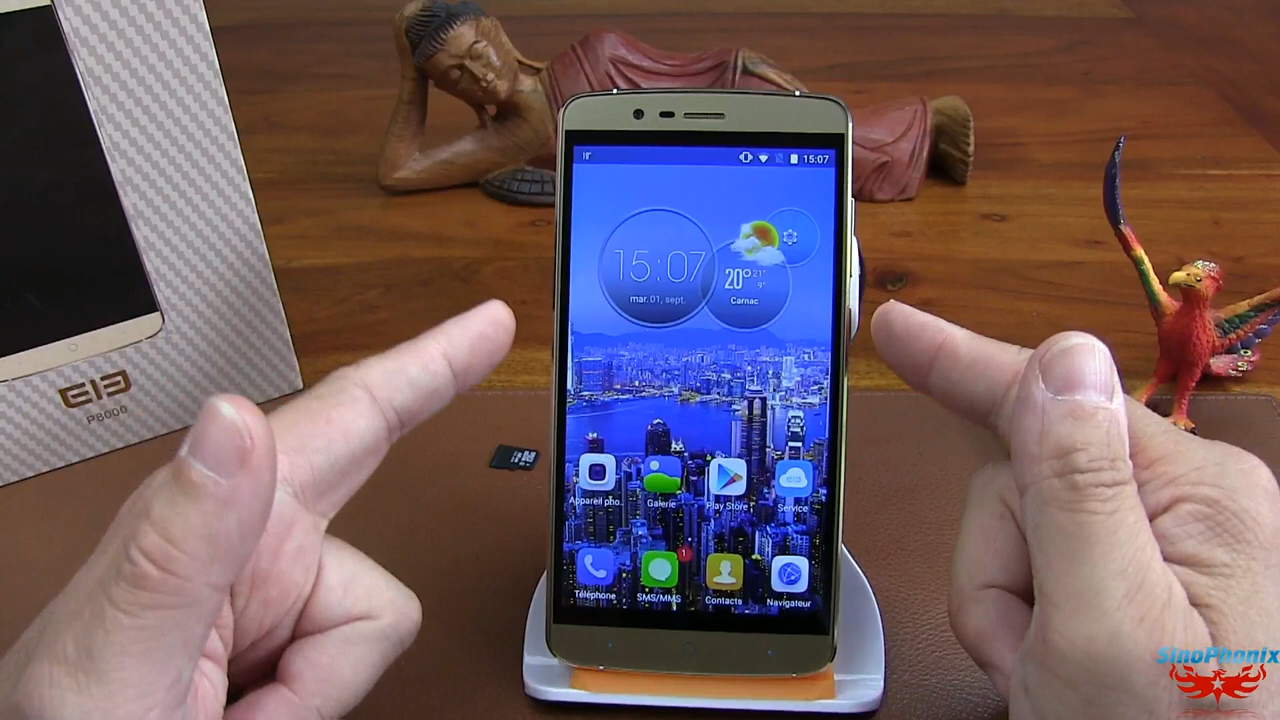 15:07
15:07
mar. 01, sept.
20° 21°
9°
Carnac
Appareil pho..
Galerie
Play Store
Service
1
Téléphone
SMS/MMS
Contacts
Navigateur
P8000
SinoPhonix